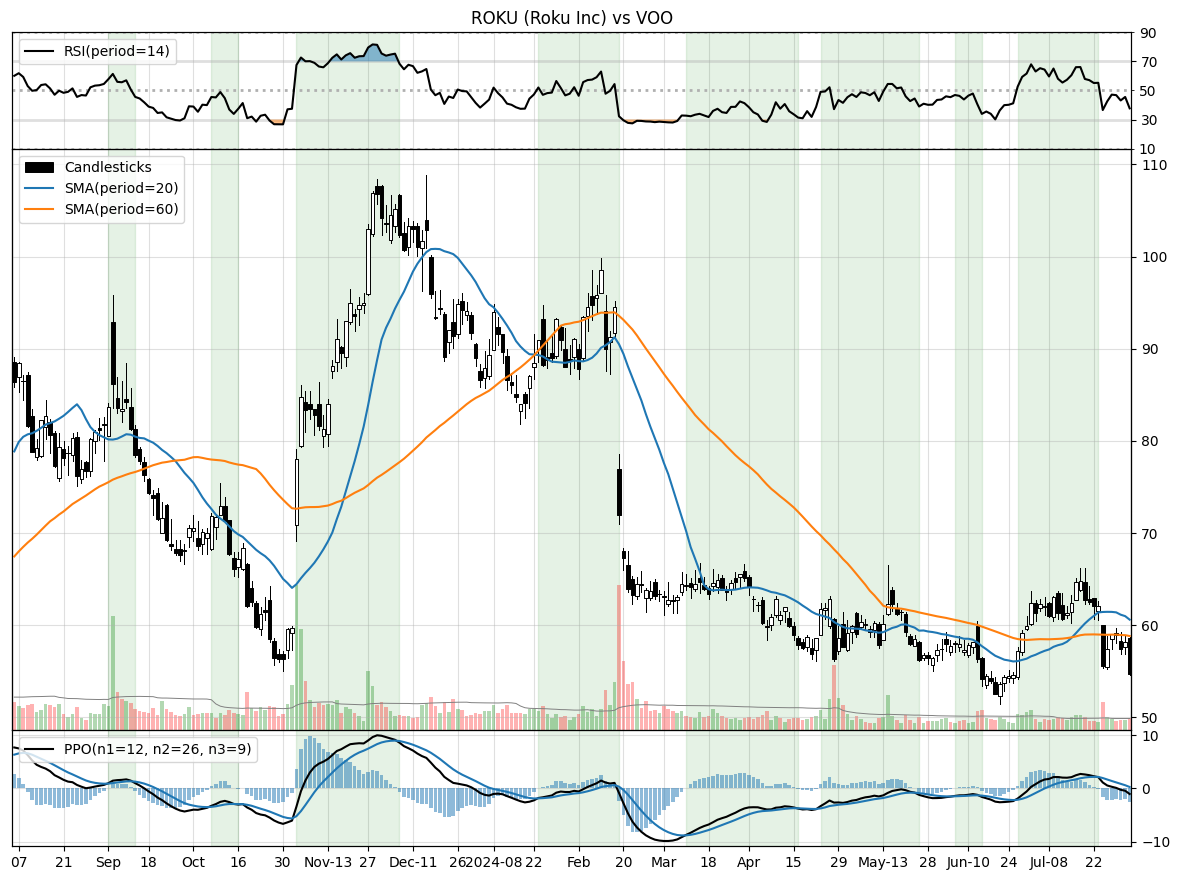 ROKU (Roku Inc) vs VOO
RSI(period=14)
90
70
50
30
10
Candlesticks
SMA(period=20)
SMA(period=60)
110
100
90
80
70
60
50
PPO(n1=12, n2=26, n3=9)
10
0
−10
07 21 Sep 18 Oct 16 30 Nov-13 27 Dec-11 26 2024-08 22 Feb 20 Mar 18 Apr 15 29 May-13 28 Jun-10 24 Jul-08 22